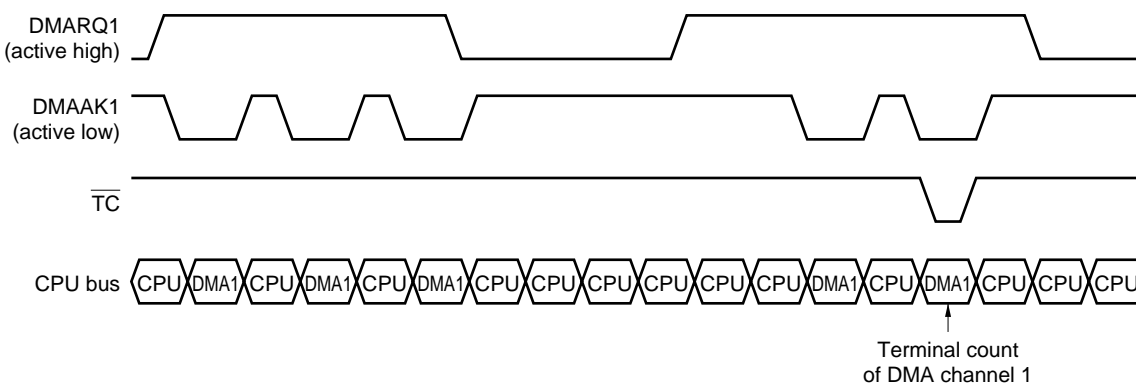 DMARQ1
(active high)
DMAAK1
(active low)
TC
CPU bus CPU DMA1 CPU DMA1 CPU DMA1 CPU CPU CPU CPU CPU CPU DMA1 CPU DMA1 CPU CPU CPU
Terminal count
of DMA channel 1